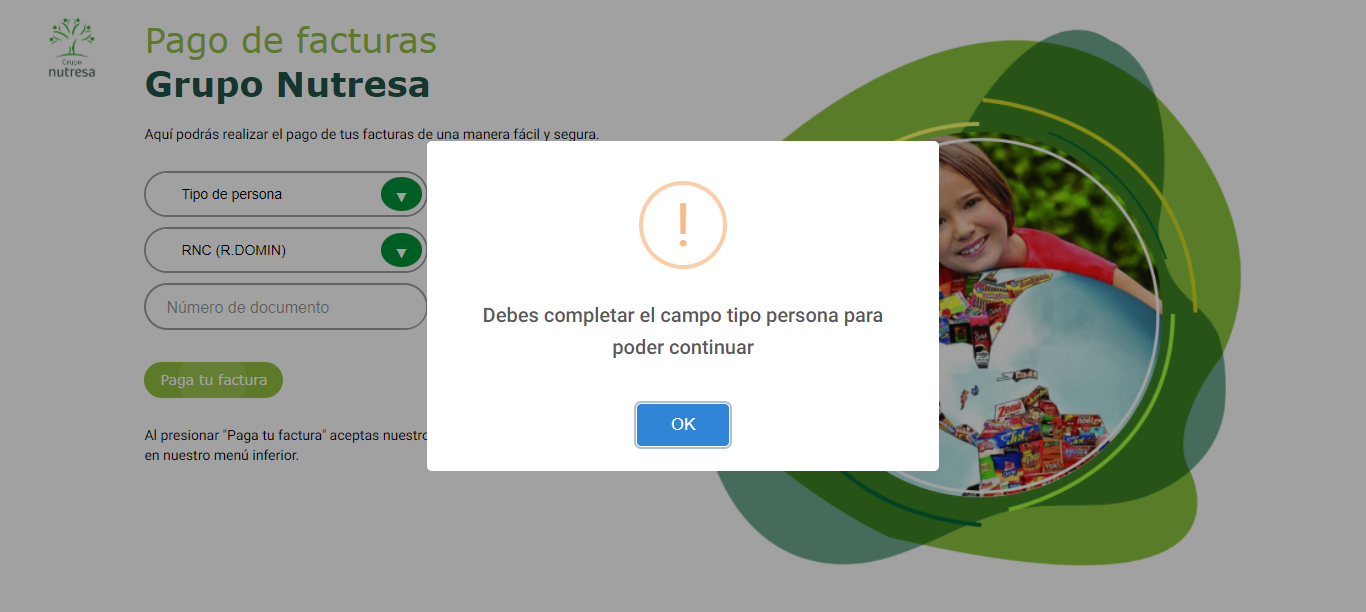 Grupo
nutresa
Pago de facturas
Grupo Nutresa
Aquí podrás realizar el pago de tus facturas de una manera fácil y segura.
Tipo de persona
RNC (R.DOMIN)
Número de documento
Paga tu factura
Al presionar "Paga tu factura" aceptas nuestro
en nuestro menú inferior.
!
Debes completar el campo tipo persona para
poder continuar
OK
Zenú
Jet